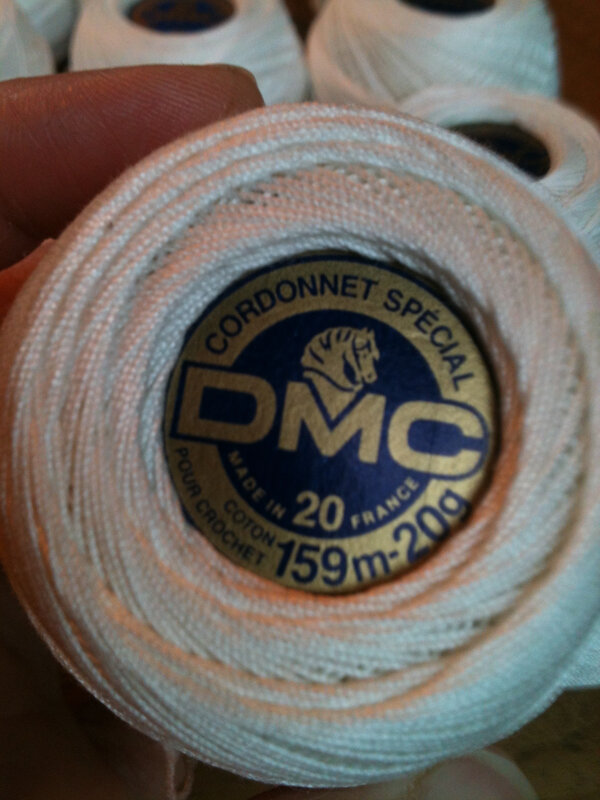 CORDONNET SPÉCIAL
DMC
MADE IN 20 FRANCE
COTON
POUR CROCHET
159m-20g